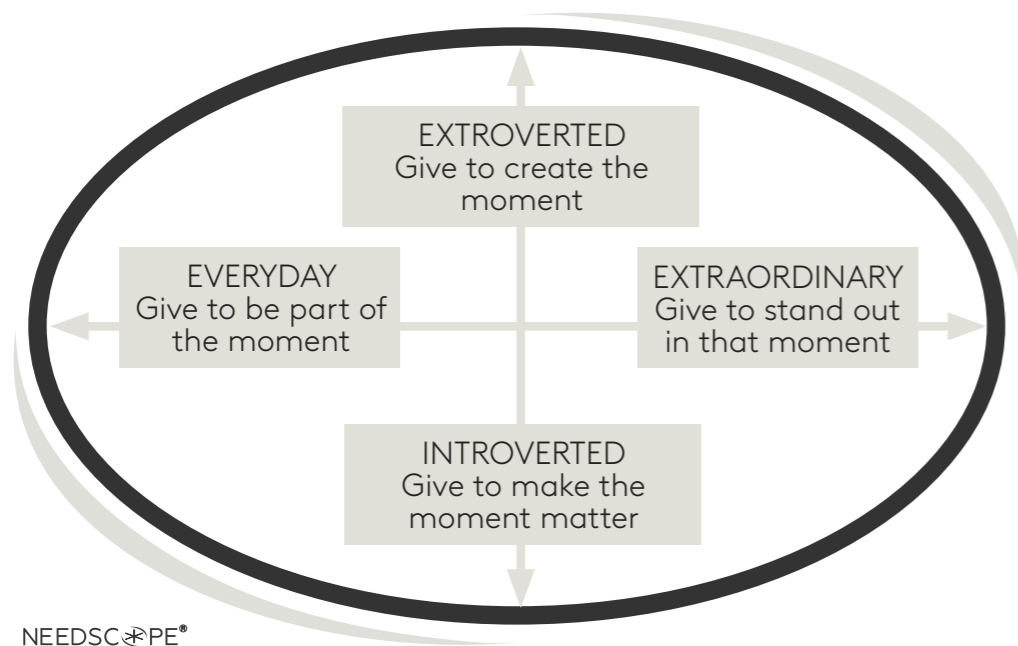 EXTROVERTED
Give to create the
moment
EVERYDAY
Give to be part of
the moment
EXTRAORDINARY
Give to stand out
in that moment
INTROVERTED
Give to make the
moment matter
NEEDSCOPE®